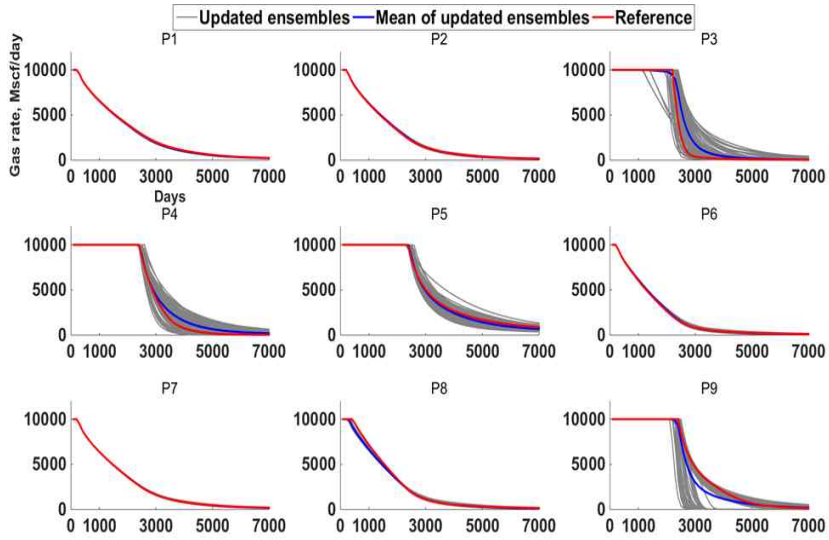 Updated ensembles Mean of updated ensembles Reference
Gas rate, Mscf/day
P1 P2 P3
10000 10000 10000
5000 5000 5000
0 0 0
0 1000 3000 5000 7000 0 1000 3000 5000 7000 0 1000 3000 5000 7000
Days
P4 P5 P6
10000 10000 10000
5000 5000 5000
0 0 0
0 1000 3000 5000 7000 0 1000 3000 5000 7000 0 1000 3000 5000 7000
P7 P8 P9
10000 10000 10000
5000 5000 5000
0 0 0
0 1000 3000 5000 7000 0 1000 3000 5000 7000 0 1000 3000 5000 7000